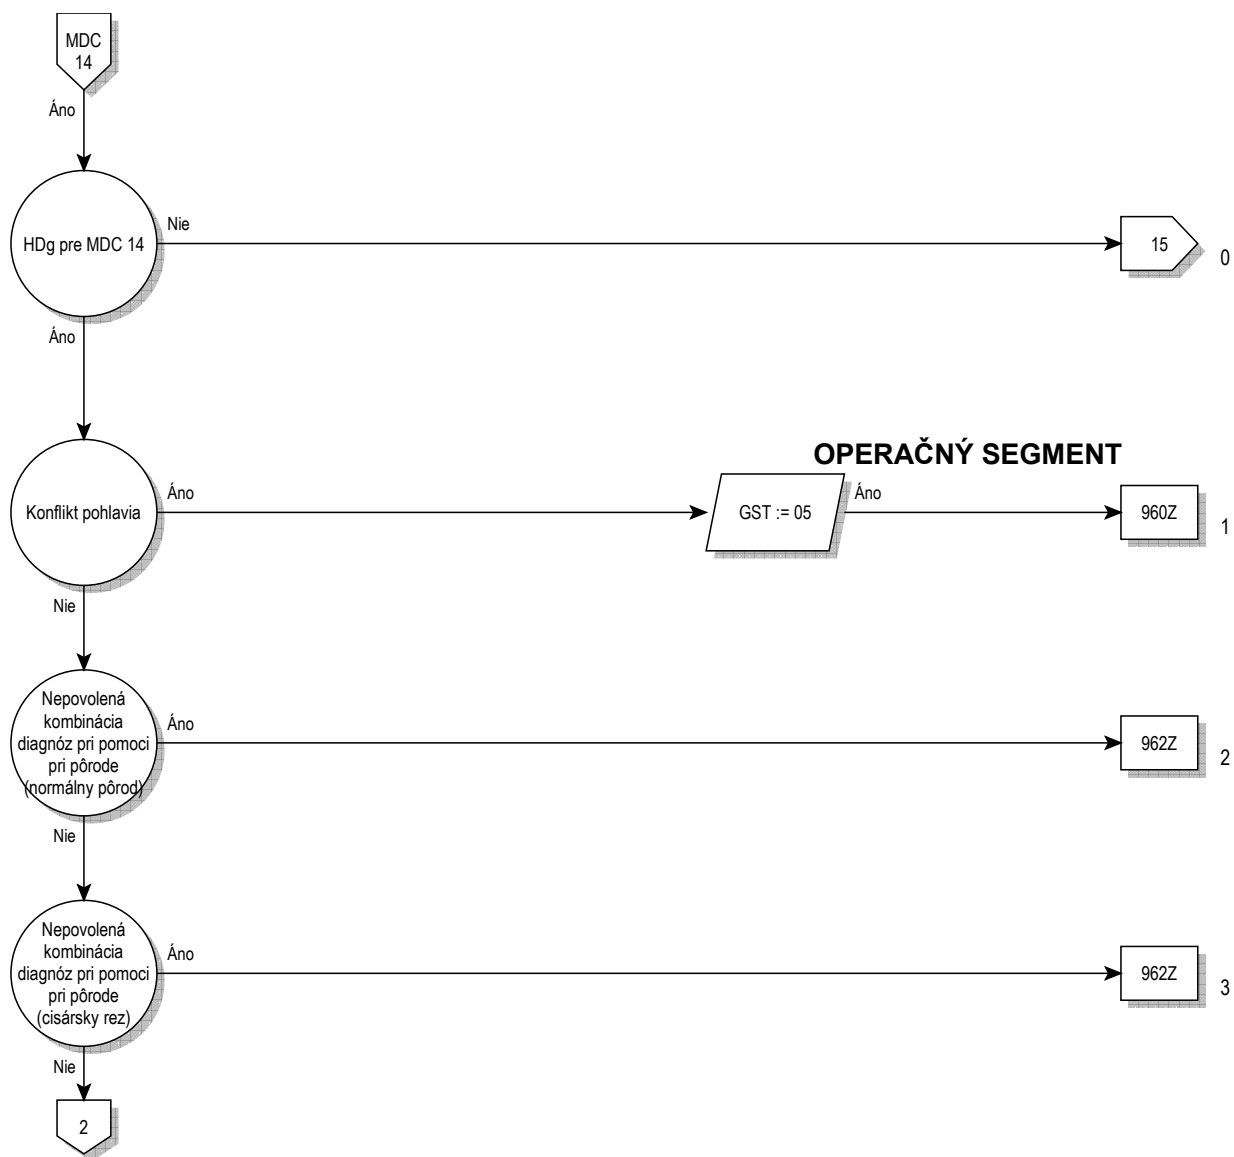 MDC
14
Áno
HDg pre MDC 14
Nie
15
0
Áno
OPERAČNÝ SEGMENT
Konflikt pohlavia
Áno
GST := 05
Áno
960Z
1
Nie
Nepovolená
kombinácia
diagnóz pri pomoci
pri pôrode
(normálny pôrod)
Áno
962Z
2
Nie
Nepovolená
kombinácia
diagnóz pri pomoci
pri pôrode
(cisársky rez)
Áno
962Z
3
Nie
2